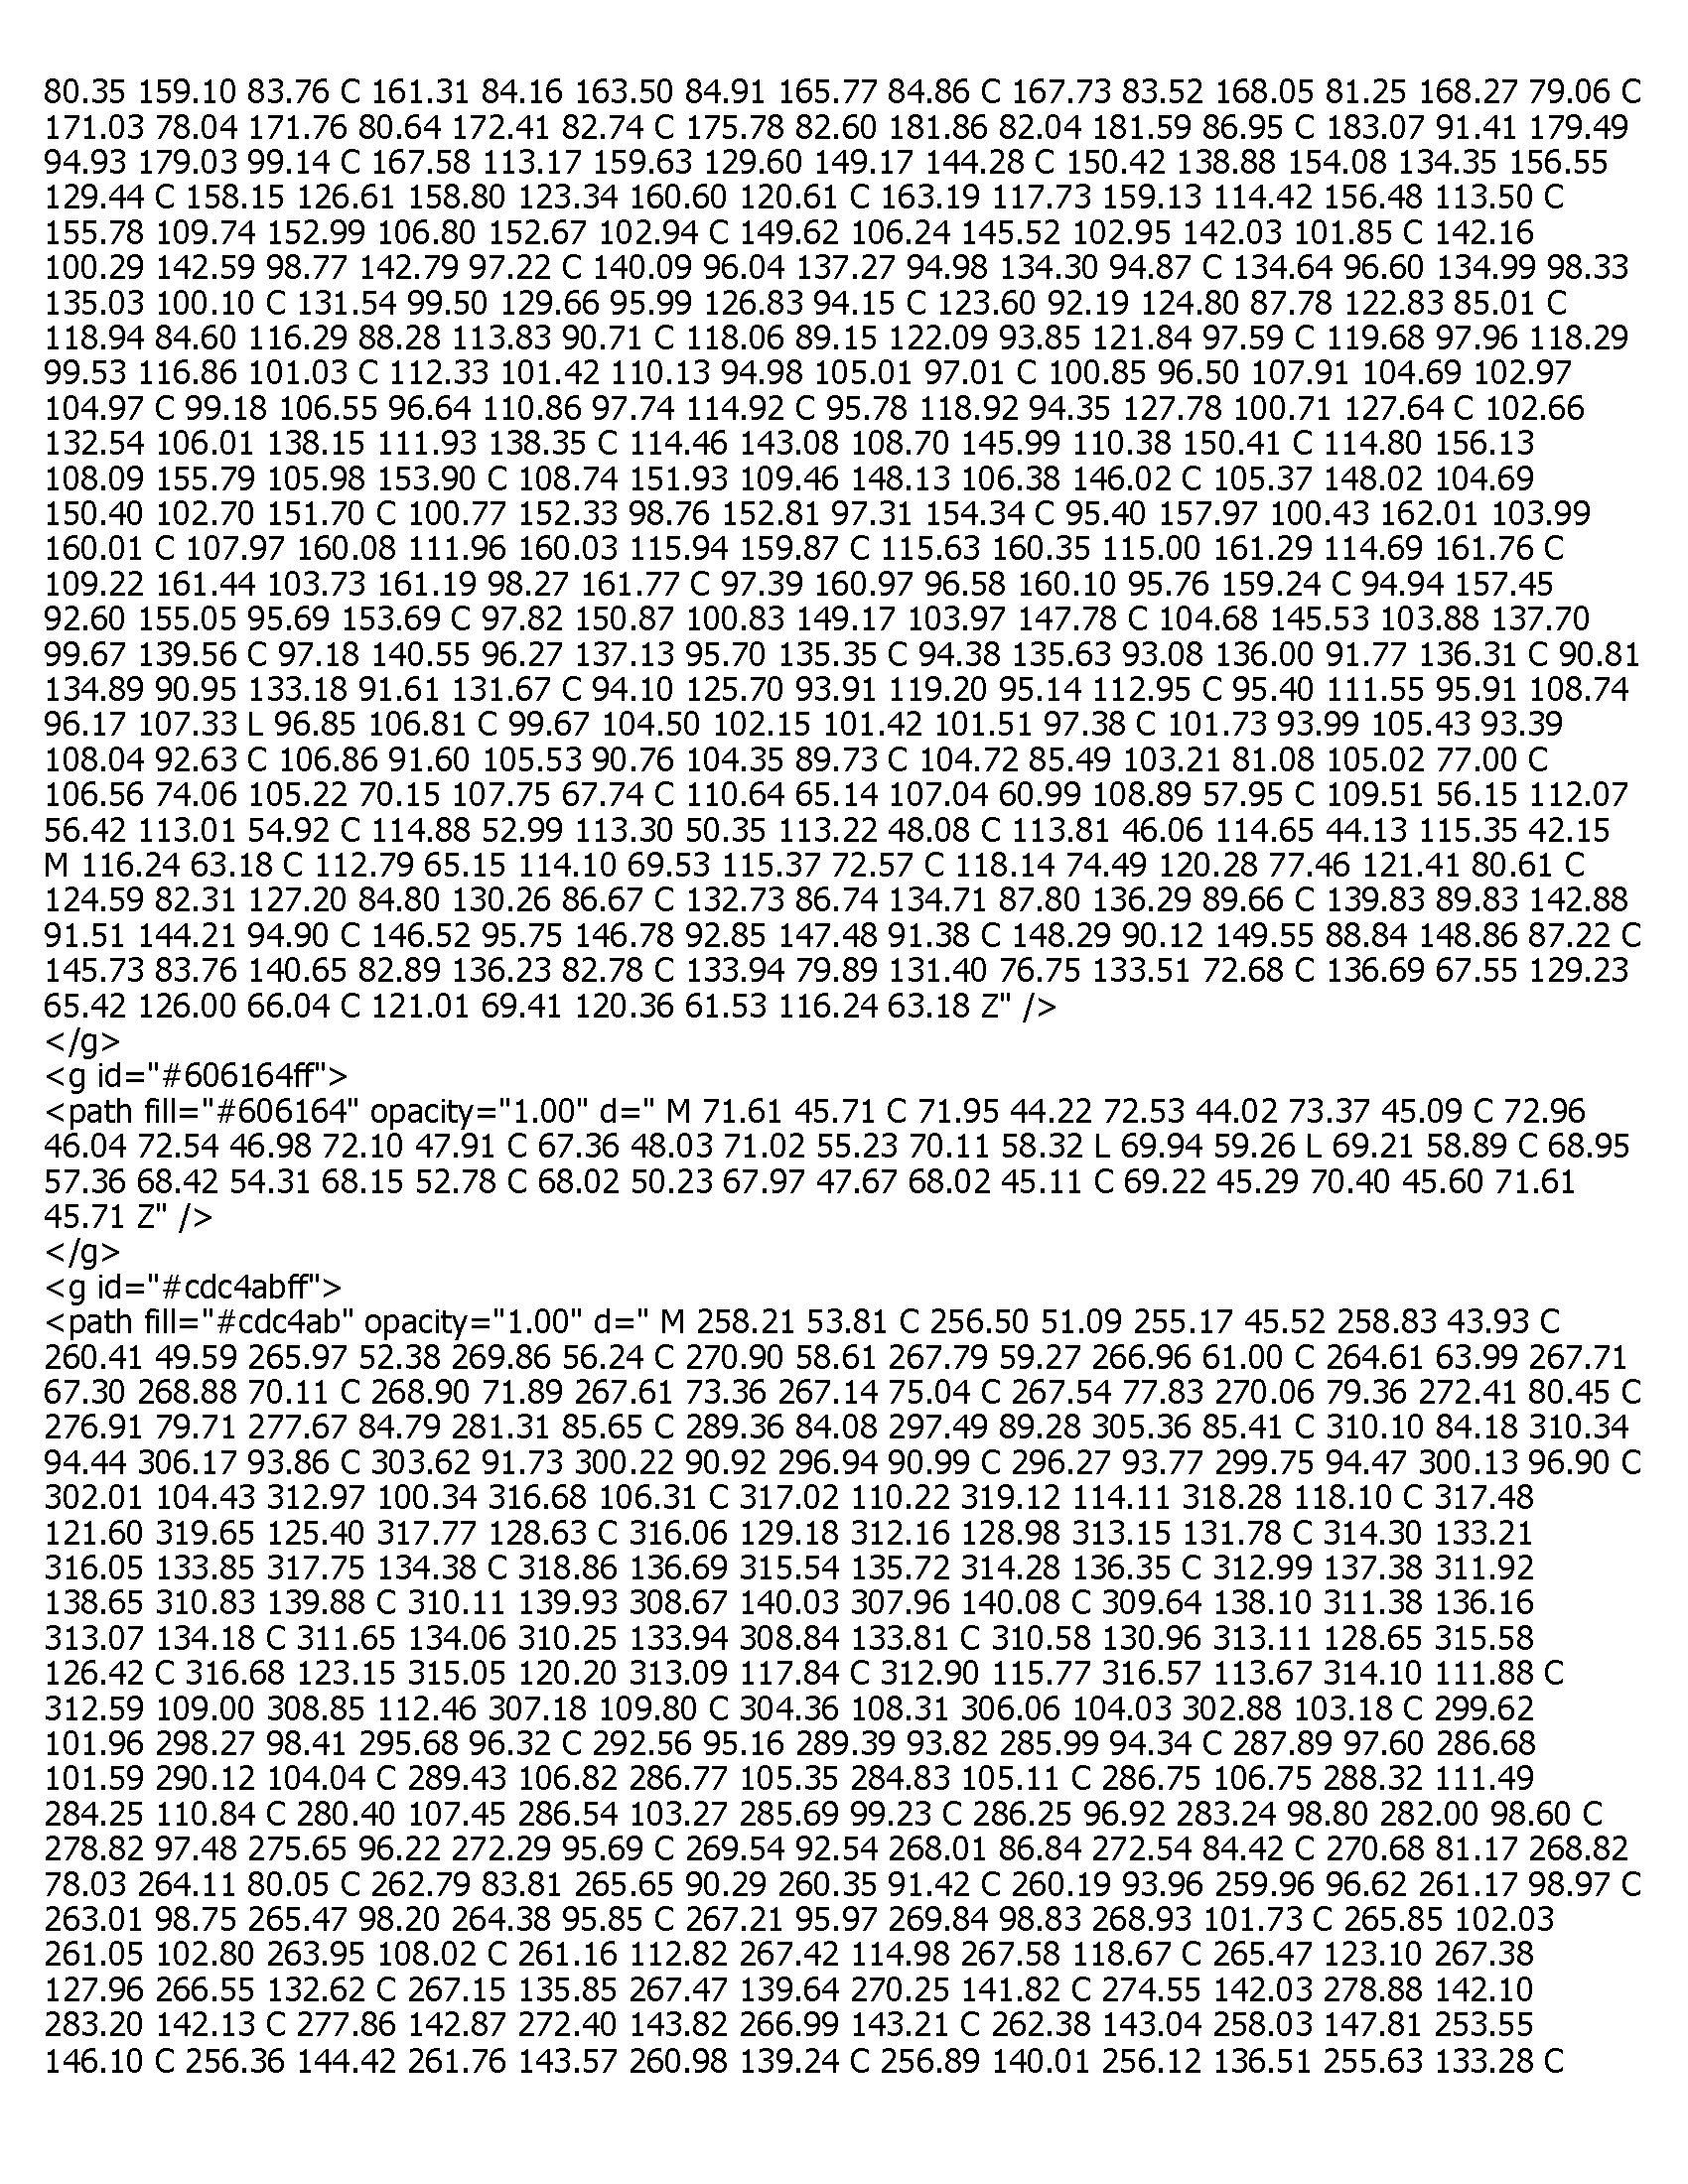 80.35 159.10 83.76 C 161.31 84.16 163.50 84.91 165.77 84.86 C 167.73 83.52 168.05 81.25 168.27 79.06 C
171.03 78.04 171.76 80.64 172.41 82.74 C 175.78 82.60 181.86 82.04 181.59 86.95 C 183.07 91.41 179.49
94.93 179.03 99.14 C 167.58 113.17 159.63 129.60 149.17 144.28 C 150.42 138.88 154.08 134.35 156.55
129.44 C 158.15 126.61 158.80 123.34 160.60 120.61 C 163.19 117.73 159.13 114.42 156.48 113.50 C
155.78 109.74 152.99 106.80 152.67 102.94 C 149.62 106.24 145.52 102.95 142.03 101.85 C 142.16
100.29 142.59 98.77 142.79 97.22 C 140.09 96.04 137.27 94.98 134.30 94.87 C 134.64 96.60 134.99 98.33
135.03 100.10 C 131.54 99.50 129.66 95.99 126.83 94.15 C 123.60 92.19 124.80 87.78 122.83 85.01 C
118.94 84.60 116.29 88.28 113.83 90.71 C 118.06 89.15 122.09 93.85 121.84 97.59 C 119.68 97.96 118.29
99.53 116.86 101.03 C 112.33 101.42 110.13 94.98 105.01 97.01 C 100.85 96.50 107.91 104.69 102.97
104.97 C 99.18 106.55 96.64 110.86 97.74 114.92 C 95.78 118.92 94.35 127.78 100.71 127.64 C 102.66
132.54 106.01 138.15 111.93 138.35 C 114.46 143.08 108.70 145.99 110.38 150.41 C 114.80 156.13
108.09 155.79 105.98 153.90 C 108.74 151.93 109.46 148.13 106.38 146.02 C 105.37 148.02 104.69
150.40 102.70 151.70 C 100.77 152.33 98.76 152.81 97.31 154.34 C 95.40 157.97 100.43 162.01 103.99
160.01 C 107.97 160.08 111.96 160.03 115.94 159.87 C 115.63 160.35 115.00 161.29 114.69 161.76 C
109.22 161.44 103.73 161.19 98.27 161.77 C 97.39 160.97 96.58 160.10 95.76 159.24 C 94.94 157.45
92.60 155.05 95.69 153.69 C 97.82 150.87 100.83 149.17 103.97 147.78 C 104.68 145.53 103.88 137.70
99.67 139.56 C 97.18 140.55 96.27 137.13 95.70 135.35 C 94.38 135.63 93.08 136.00 91.77 136.31 C 90.81
134.89 90.95 133.18 91.61 131.67 C 94.10 125.70 93.91 119.20 95.14 112.95 C 95.40 111.55 95.91 108.74
96.17 107.33 L 96.85 106.81 C 99.67 104.50 102.15 101.42 101.51 97.38 C 101.73 93.99 105.43 93.39
108.04 92.63 C 106.86 91.60 105.53 90.76 104.35 89.73 C 104.72 85.49 103.21 81.08 105.02 77.00 C
106.56 74.06 105.22 70.15 107.75 67.74 C 110.64 65.14 107.04 60.99 108.89 57.95 C 109.51 56.15 112.07
56.42 113.01 54.92 C 114.88 52.99 113.30 50.35 113.22 48.08 C 113.81 46.06 114.65 44.13 115.35 42.15
M 116.24 63.18 C 112.79 65.15 114.10 69.53 115.37 72.57 C 118.14 74.49 120.28 77.46 121.41 80.61 C
124.59 82.31 127.20 84.80 130.26 86.67 C 132.73 86.74 134.71 87.80 136.29 89.66 C 139.83 89.83 142.88
91.51 144.21 94.90 C 146.52 95.75 146.78 92.85 147.48 91.38 C 148.29 90.12 149.55 88.84 148.86 87.22 C
145.73 83.76 140.65 82.89 136.23 82.78 C 133.94 79.89 131.40 76.75 133.51 72.68 C 136.69 67.55 129.23
65.42 126.00 66.04 C 121.01 69.41 120.36 61.53 116.24 63.18 Z" />
</g>
<g id="#606164ff">
<path fill="#606164" opacity="1.00" d=" M 71.61 45.71 C 71.95 44.22 72.53 44.02 73.37 45.09 C 72.96
46.04 72.54 46.98 72.10 47.91 C 67.36 48.03 71.02 55.23 70.11 58.32 L 69.94 59.26 L 69.21 58.89 C 68.95
57.36 68.42 54.31 68.15 52.78 C 68.02 50.23 67.97 47.67 68.02 45.11 C 69.22 45.29 70.40 45.60 71.61
45.71 Z" />
</g>
<g id="#cdc4abff">
<path fill="#cdc4ab" opacity="1.00" d=" M 258.21 53.81 C 256.50 51.09 255.17 45.52 258.83 43.93 C
260.41 49.59 265.97 52.38 269.86 56.24 C 270.90 58.61 267.79 59.27 266.96 61.00 C 264.61 63.99 267.71
67.30 268.88 70.11 C 268.90 71.89 267.61 73.36 267.14 75.04 C 267.54 77.83 270.06 79.36 272.41 80.45 C
276.91 79.71 277.67 84.79 281.31 85.65 C 289.36 84.08 297.49 89.28 305.36 85.41 C 310.10 84.18 310.34
94.44 306.17 93.86 C 303.62 91.73 300.22 90.92 296.94 90.99 C 296.27 93.77 299.75 94.47 300.13 96.90 C
302.01 104.43 312.97 100.34 316.68 106.31 C 317.02 110.22 319.12 114.11 318.28 118.10 C 317.48
121.60 319.65 125.40 317.77 128.63 C 316.06 129.18 312.16 128.98 313.15 131.78 C 314.30 133.21
316.05 133.85 317.75 134.38 C 318.86 136.69 315.54 135.72 314.28 136.35 C 312.99 137.38 311.92
138.65 310.83 139.88 C 310.11 139.93 308.67 140.03 307.96 140.08 C 309.64 138.10 311.38 136.16
313.07 134.18 C 311.65 134.06 310.25 133.94 308.84 133.81 C 310.58 130.96 313.11 128.65 315.58
126.42 C 316.68 123.15 315.05 120.20 313.09 117.84 C 312.90 115.77 316.57 113.67 314.10 111.88 C
312.59 109.00 308.85 112.46 307.18 109.80 C 304.36 108.31 306.06 104.03 302.88 103.18 C 299.62
101.96 298.27 98.41 295.68 96.32 C 292.56 95.16 289.39 93.82 285.99 94.34 C 287.89 97.60 286.68
101.59 290.12 104.04 C 289.43 106.82 286.77 105.35 284.83 105.11 C 286.75 106.75 288.32 111.49
284.25 110.84 C 280.40 107.45 286.54 103.27 285.69 99.23 C 286.25 96.92 283.24 98.80 282.00 98.60 C
278.82 97.48 275.65 96.22 272.29 95.69 C 269.54 92.54 268.01 86.84 272.54 84.42 C 270.68 81.17 268.82
78.03 264.11 80.05 C 262.79 83.81 265.65 90.29 260.35 91.42 C 260.19 93.96 259.96 96.62 261.17 98.97 C
263.01 98.75 265.47 98.20 264.38 95.85 C 267.21 95.97 269.84 98.83 268.93 101.73 C 265.85 102.03
261.05 102.80 263.95 108.02 C 261.16 112.82 267.42 114.98 267.58 118.67 C 265.47 123.10 267.38
127.96 266.55 132.62 C 267.15 135.85 267.47 139.64 270.25 141.82 C 274.55 142.03 278.88 142.10
283.20 142.13 C 277.86 142.87 272.40 143.82 266.99 143.21 C 262.38 143.04 258.03 147.81 253.55
146.10 C 256.36 144.42 261.76 143.57 260.98 139.24 C 256.89 140.01 256.12 136.51 255.63 133.28 C